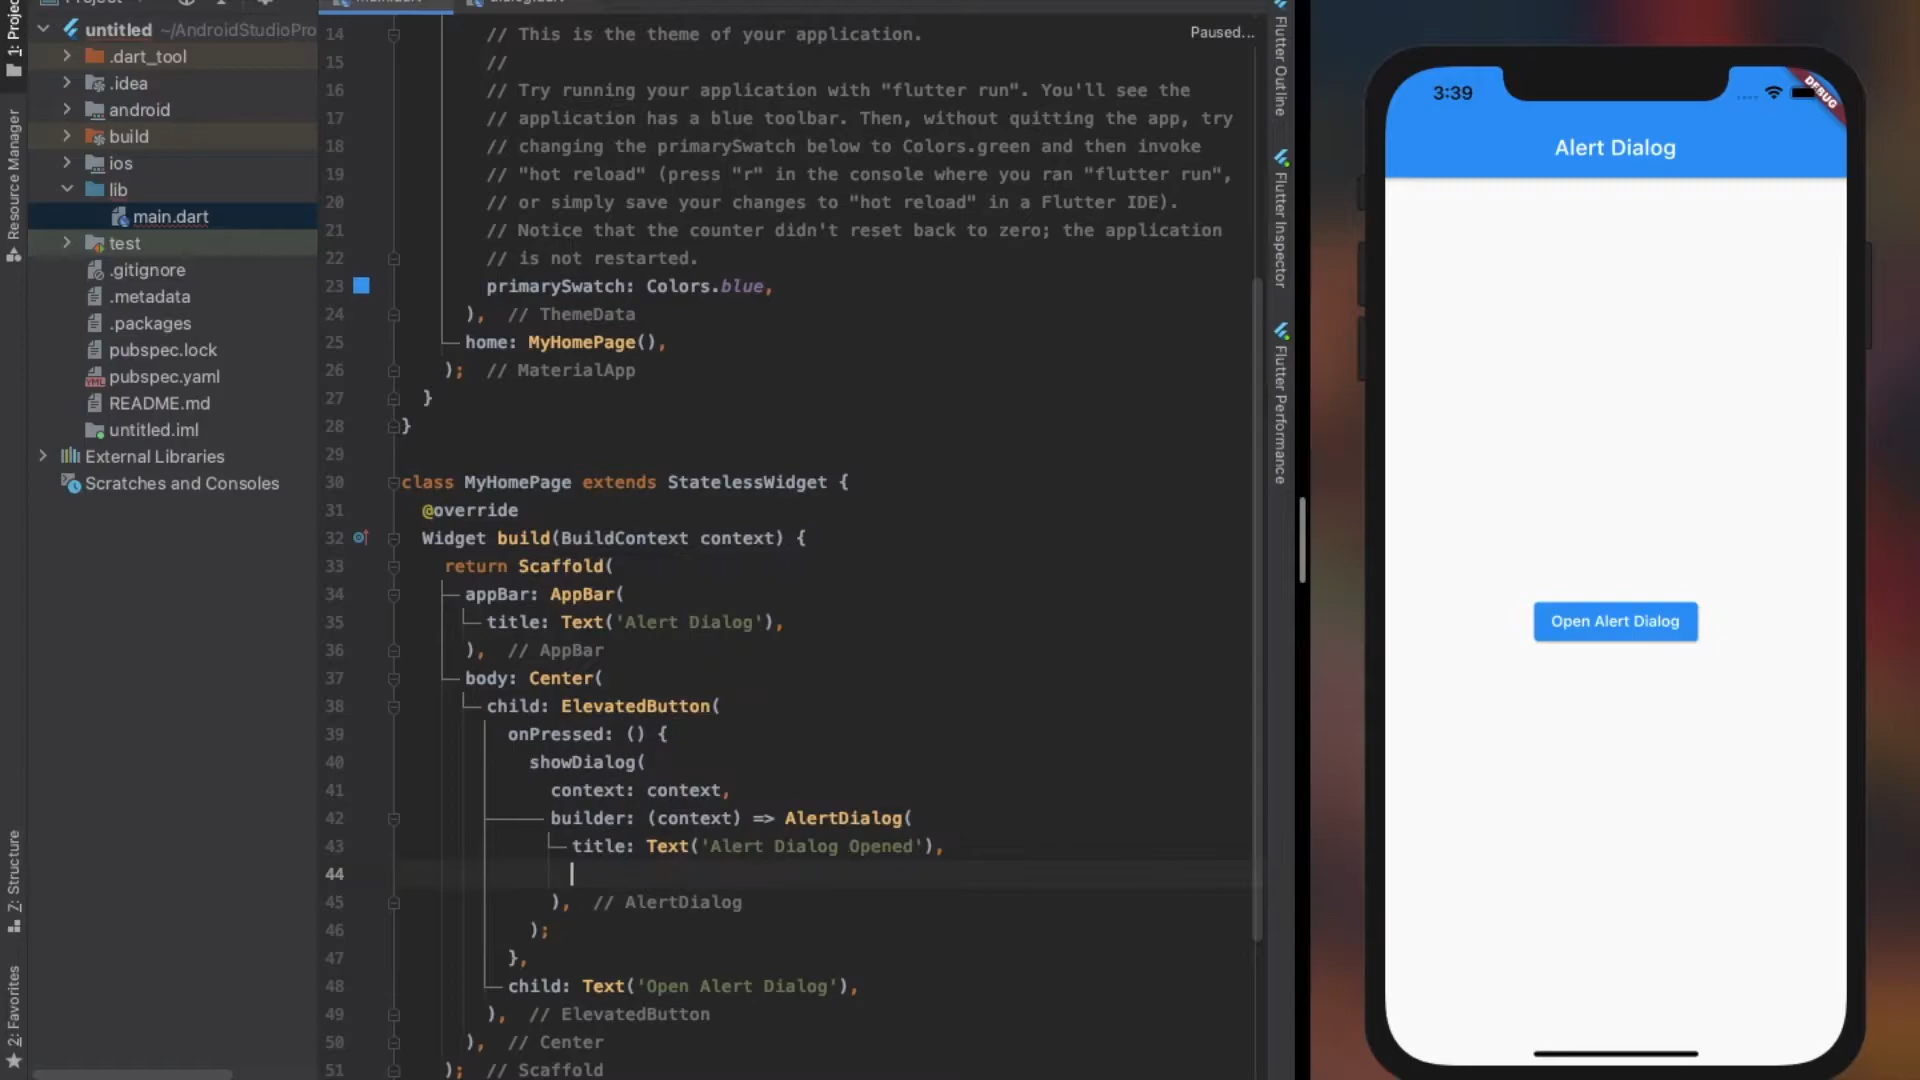 Project
1: Project
untitled ~/AndroidStudioPro
.dart_tool
.idea
android
build
ios
lib
main.dart
test
.gitignore
.metadata
.packages
pubspec.lock
pubspec.yaml
README.md
untitled.iml
External Libraries
Scratches and Consoles
Resource Manager
Z: Structure
2: Favorites
main.dart
dialog.dart
Paused...
14 // This is the theme of your application.
15 //
16 // Try running your application with "flutter run". You'll see the
17 // application has a blue toolbar. Then, without quitting the app, try
18 // changing the primarySwatch below to Colors.green and then invoke
19 // "hot reload" (press "r" in the console where you ran "flutter run",
20 // or simply save your changes to "hot reload" in a Flutter IDE).
21 // Notice that the counter didn't reset back to zero; the application
22 // is not restarted.
23 primarySwatch: Colors.blue,
24 ), // ThemeData
25 home: MyHomePage(),
26 ); // MaterialApp
27 }
28 }
29
30 class MyHomePage extends StatelessWidget {
31 @override
32 Widget build(BuildContext context) {
33 return Scaffold(
34 appBar: AppBar(
35 title: Text('Alert Dialog'),
36 ), // AppBar
37 body: Center(
38 child: ElevatedButton(
39 onPressed: () {
40 showDialog(
41 context: context,
42 builder: (context) => AlertDialog(
43 title: Text('Alert Dialog Opened'),
44
45 ), // AlertDialog
46 );
47 },
48 child: Text('Open Alert Dialog'),
49 ), // ElevatedButton
50 ), // Center
51 ); // Scaffold
Flutter Outline
Flutter Inspector
Flutter Performance
3:39
DEBUG
Alert Dialog
Open Alert Dialog